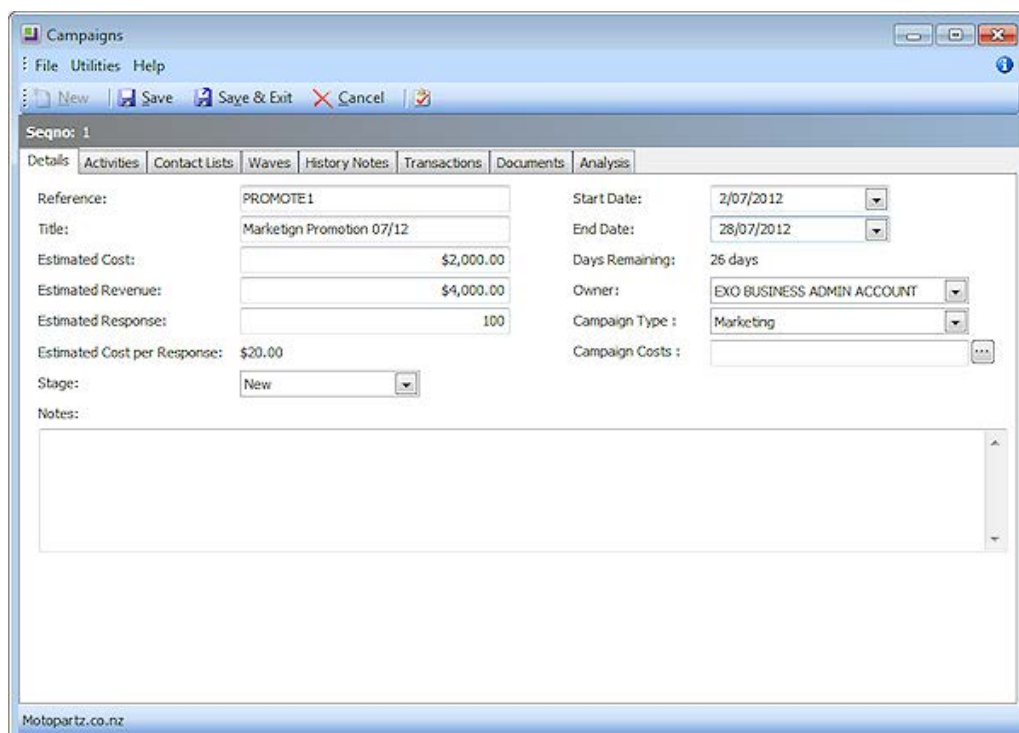 Campaigns
File Utilities Help
New Save Save & Exit Cancel
Seqno: 1
Details Activities Contact Lists Waves History Notes Transactions Documents Analysis
Reference: PROMOTE1 Start Date: 2/07/2012
Title: Marketign Promotion 07/12 End Date: 28/07/2012
Estimated Cost: $2,000.00 Days Remaining: 26 days
Estimated Revenue: $4,000.00 Owner: EXO BUSINESS ADMIN ACCOUNT
Estimated Response: 100 Campaign Type : Marketing
Estimated Cost per Response: $20.00 Campaign Costs : ...
Stage: New
Notes:
Motopartz.co.nz